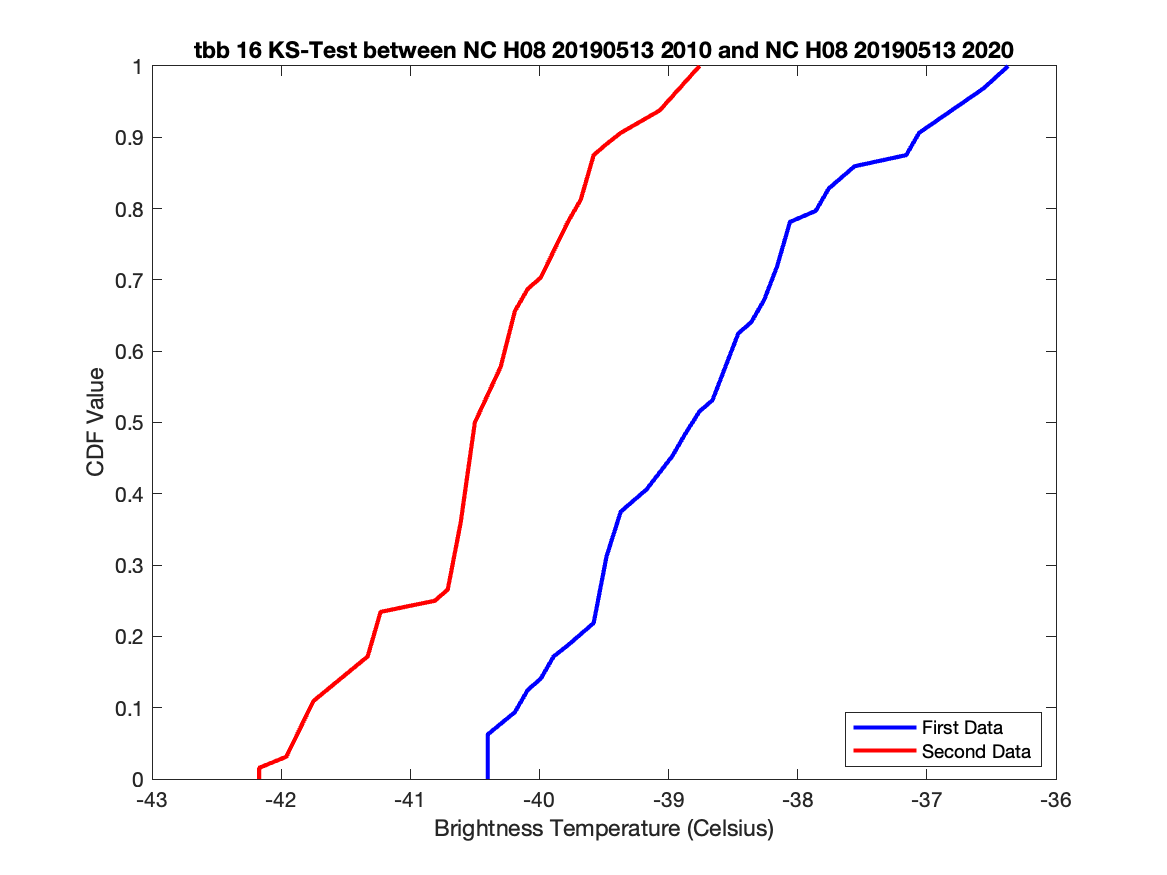 tbb 16 KS-Test between NC H08 20190513 2010 and NC H08 20190513 2020
1
0.9
0.8
0.7
0.6
0.5
0.4
0.3
0.2
0.1
0
CDF Value
First Data
Second Data
-43 -42 -41 -40 -39 -38 -37 -36
Brightness Temperature (Celsius)